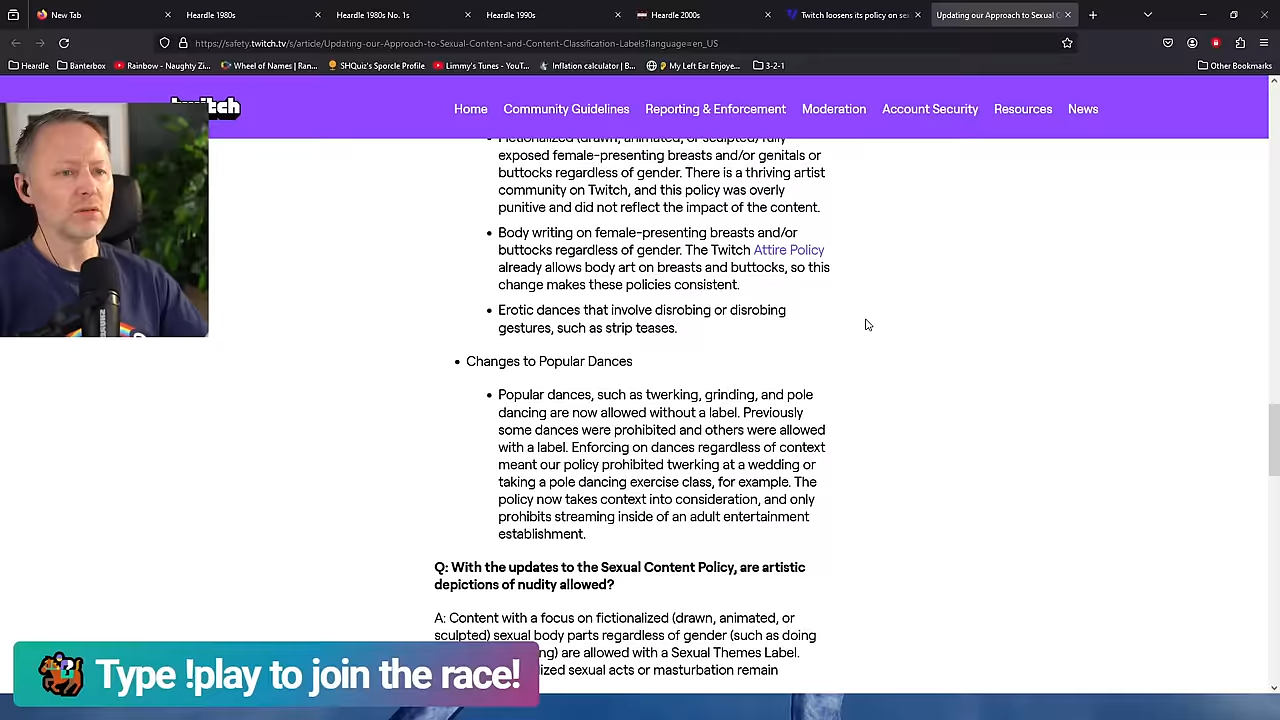 New Tab
Heardle 1980s
Heardle 1980s No. 1s
Heardle 1990s
Heardle 2000s
Twitch loosens its policy on se
Updating our Approach to Sexual C
https://safety.twitch.tv/s/article/Updating-our-Approach-to-Sexual-Content-and-Content-Classification-Labels?language=en_US
Heardle
Banterbox
Rainbow - Naughty Zi...
Wheel of Names | Ran...
SHQuiz's Sporcle Profile
Limmy's Tunes - YouT...
Inflation calculator | B...
My Left Ear Enjoye...
3-2-1
Other Bookmarks
twitch
Home
Community Guidelines
Reporting & Enforcement
Moderation
Account Security
Resources
News
Fictionalized (drawn, animated, or sculpted) fully
exposed female-presenting breasts and/or genitals or
buttocks regardless of gender. There is a thriving artist
community on Twitch, and this policy was overly
punitive and did not reflect the impact of the content.
Body writing on female-presenting breasts and/or
buttocks regardless of gender. The Twitch Attire Policy
already allows body art on breasts and buttocks, so this
change makes these policies consistent.
Erotic dances that involve disrobing or disrobing
gestures, such as strip teases.
Changes to Popular Dances
Popular dances, such as twerking, grinding, and pole
dancing are now allowed without a label. Previously
some dances were prohibited and others were allowed
with a label. Enforcing on dances regardless of context
meant our policy prohibited twerking at a wedding or
taking a pole dancing exercise class, for example. The
policy now takes context into consideration, and only
prohibits streaming inside of an adult entertainment
establishment.
Q: With the updates to the Sexual Content Policy, are artistic
depictions of nudity allowed?
A: Content with a focus on fictionalized (drawn, animated, or
sculpted) sexual body parts regardless of gender (such as doing
ng) are allowed with a Sexual Themes Label.
ized sexual acts or masturbation remain
Type !play to join the race!